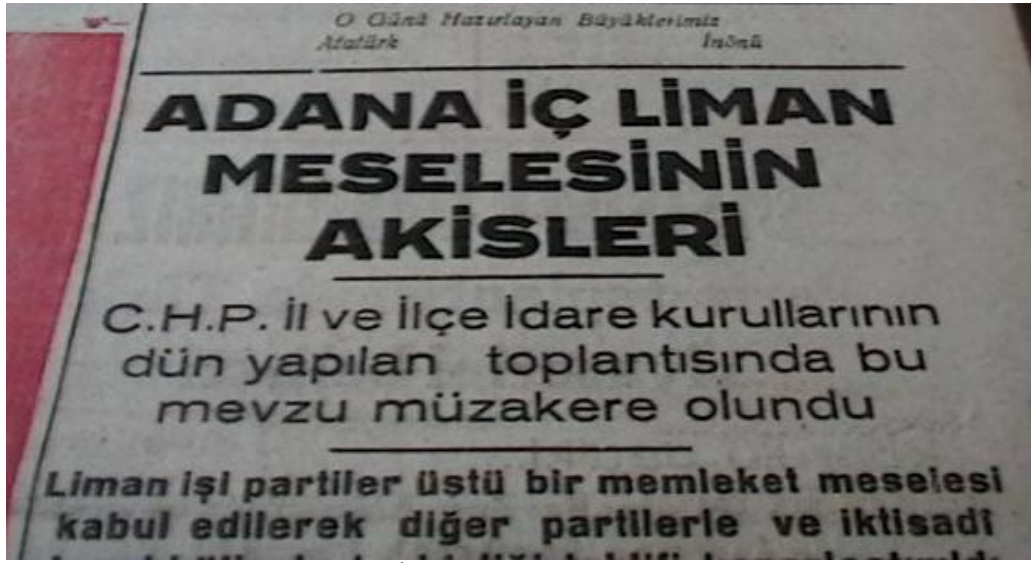 O Günü Hazırlayan Büyüklerimiz
Atatürk İnönü
ADANA İÇ LİMAN
MESELESİNİN
AKİSLERİ
C.H.P. İl ve İlçe İdare kurullarının
dün yapılan toplantısında bu
mevzu müzakere olundu
Liman işi partiler üstü bir memleket meselesi
kabul edilerek diğer partilerle ve iktisadî